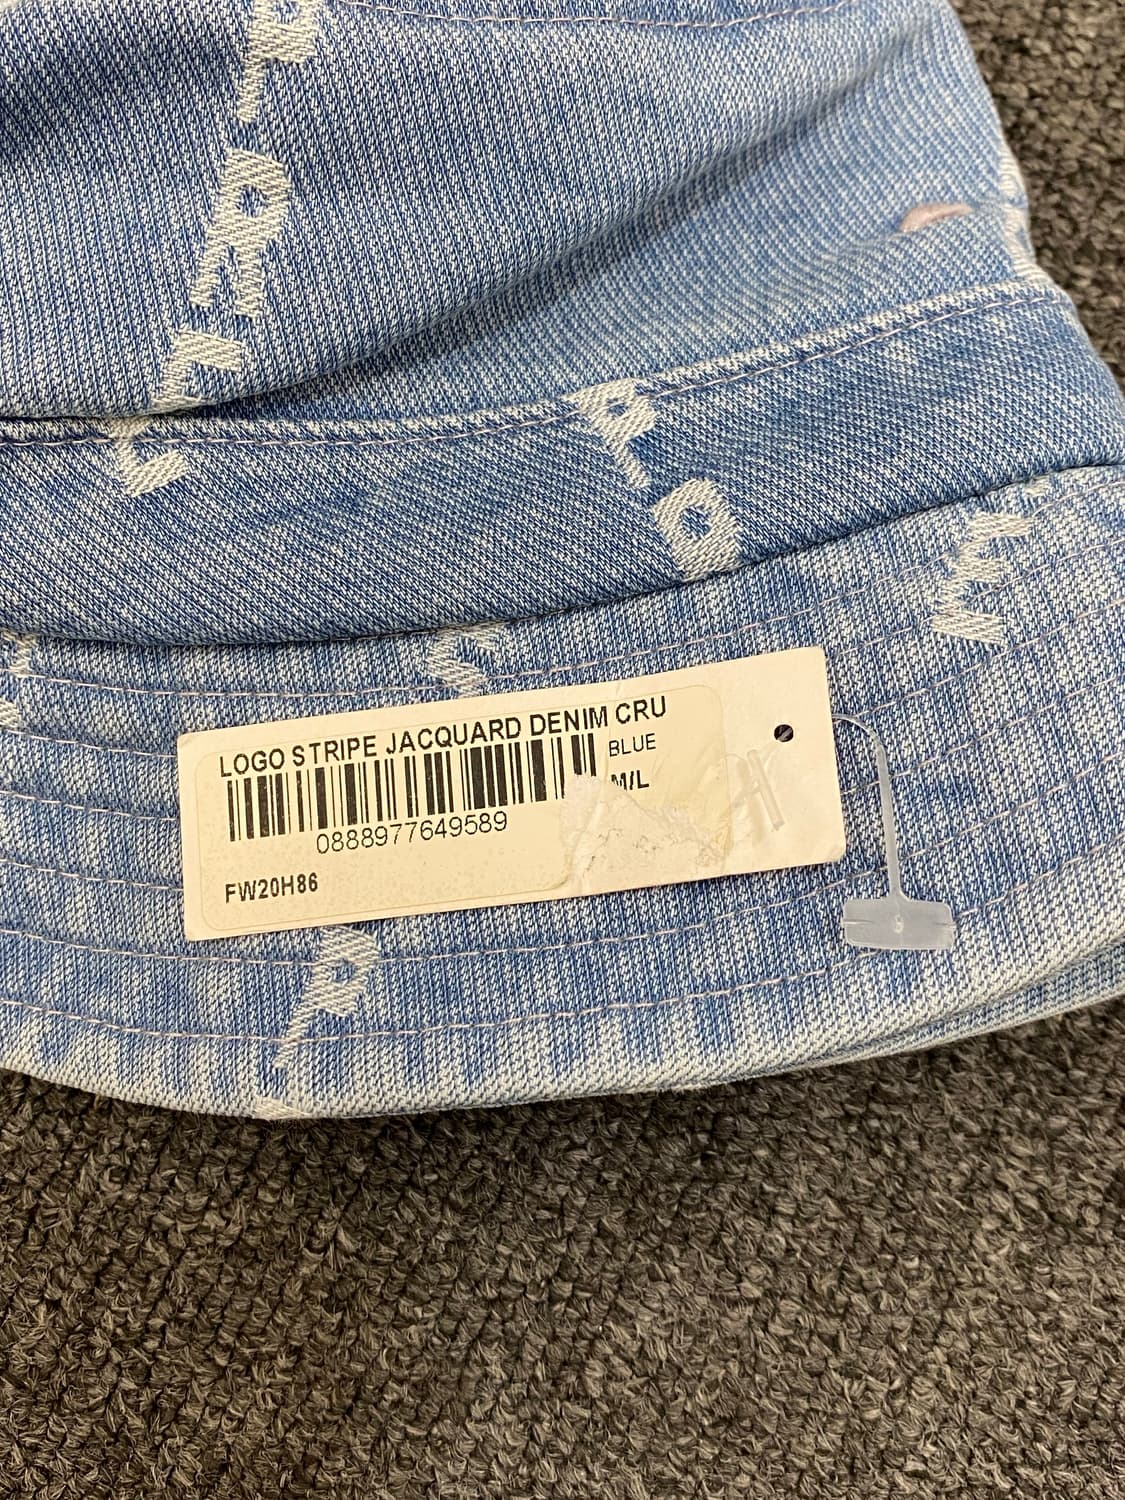 LOGO STRIPE JACQUARD DENIM CRU
BLUE
M/L
0888977649589
FW20H86